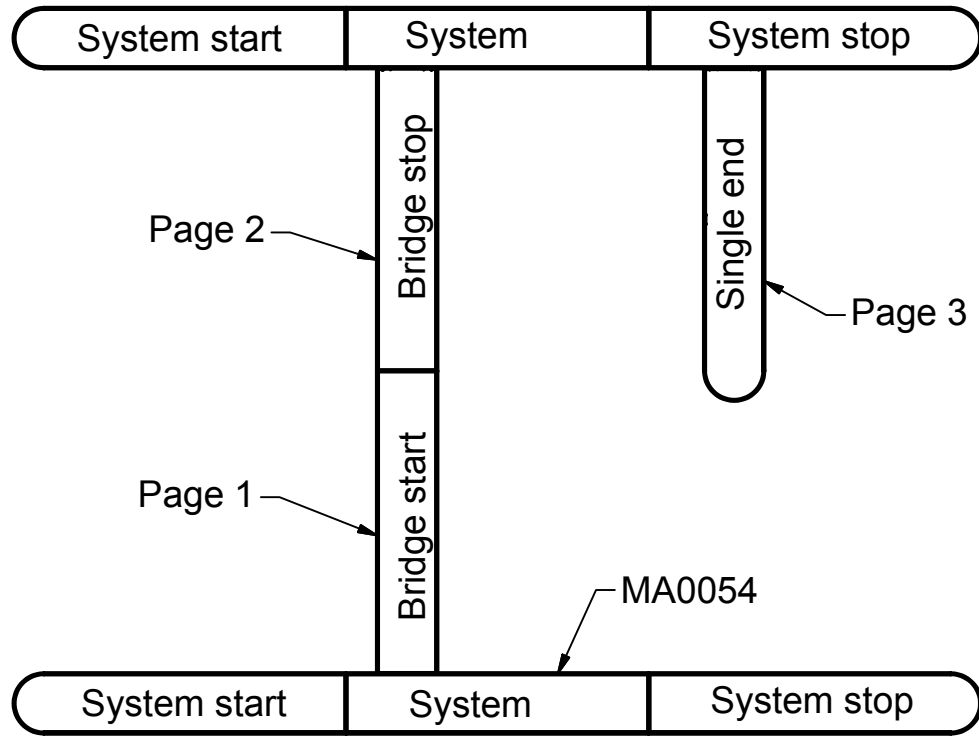 System start
System
System stop
Bridge stop
Single end
Page 2
Page 3
Bridge start
Page 1
MA0054
System start
System
System stop